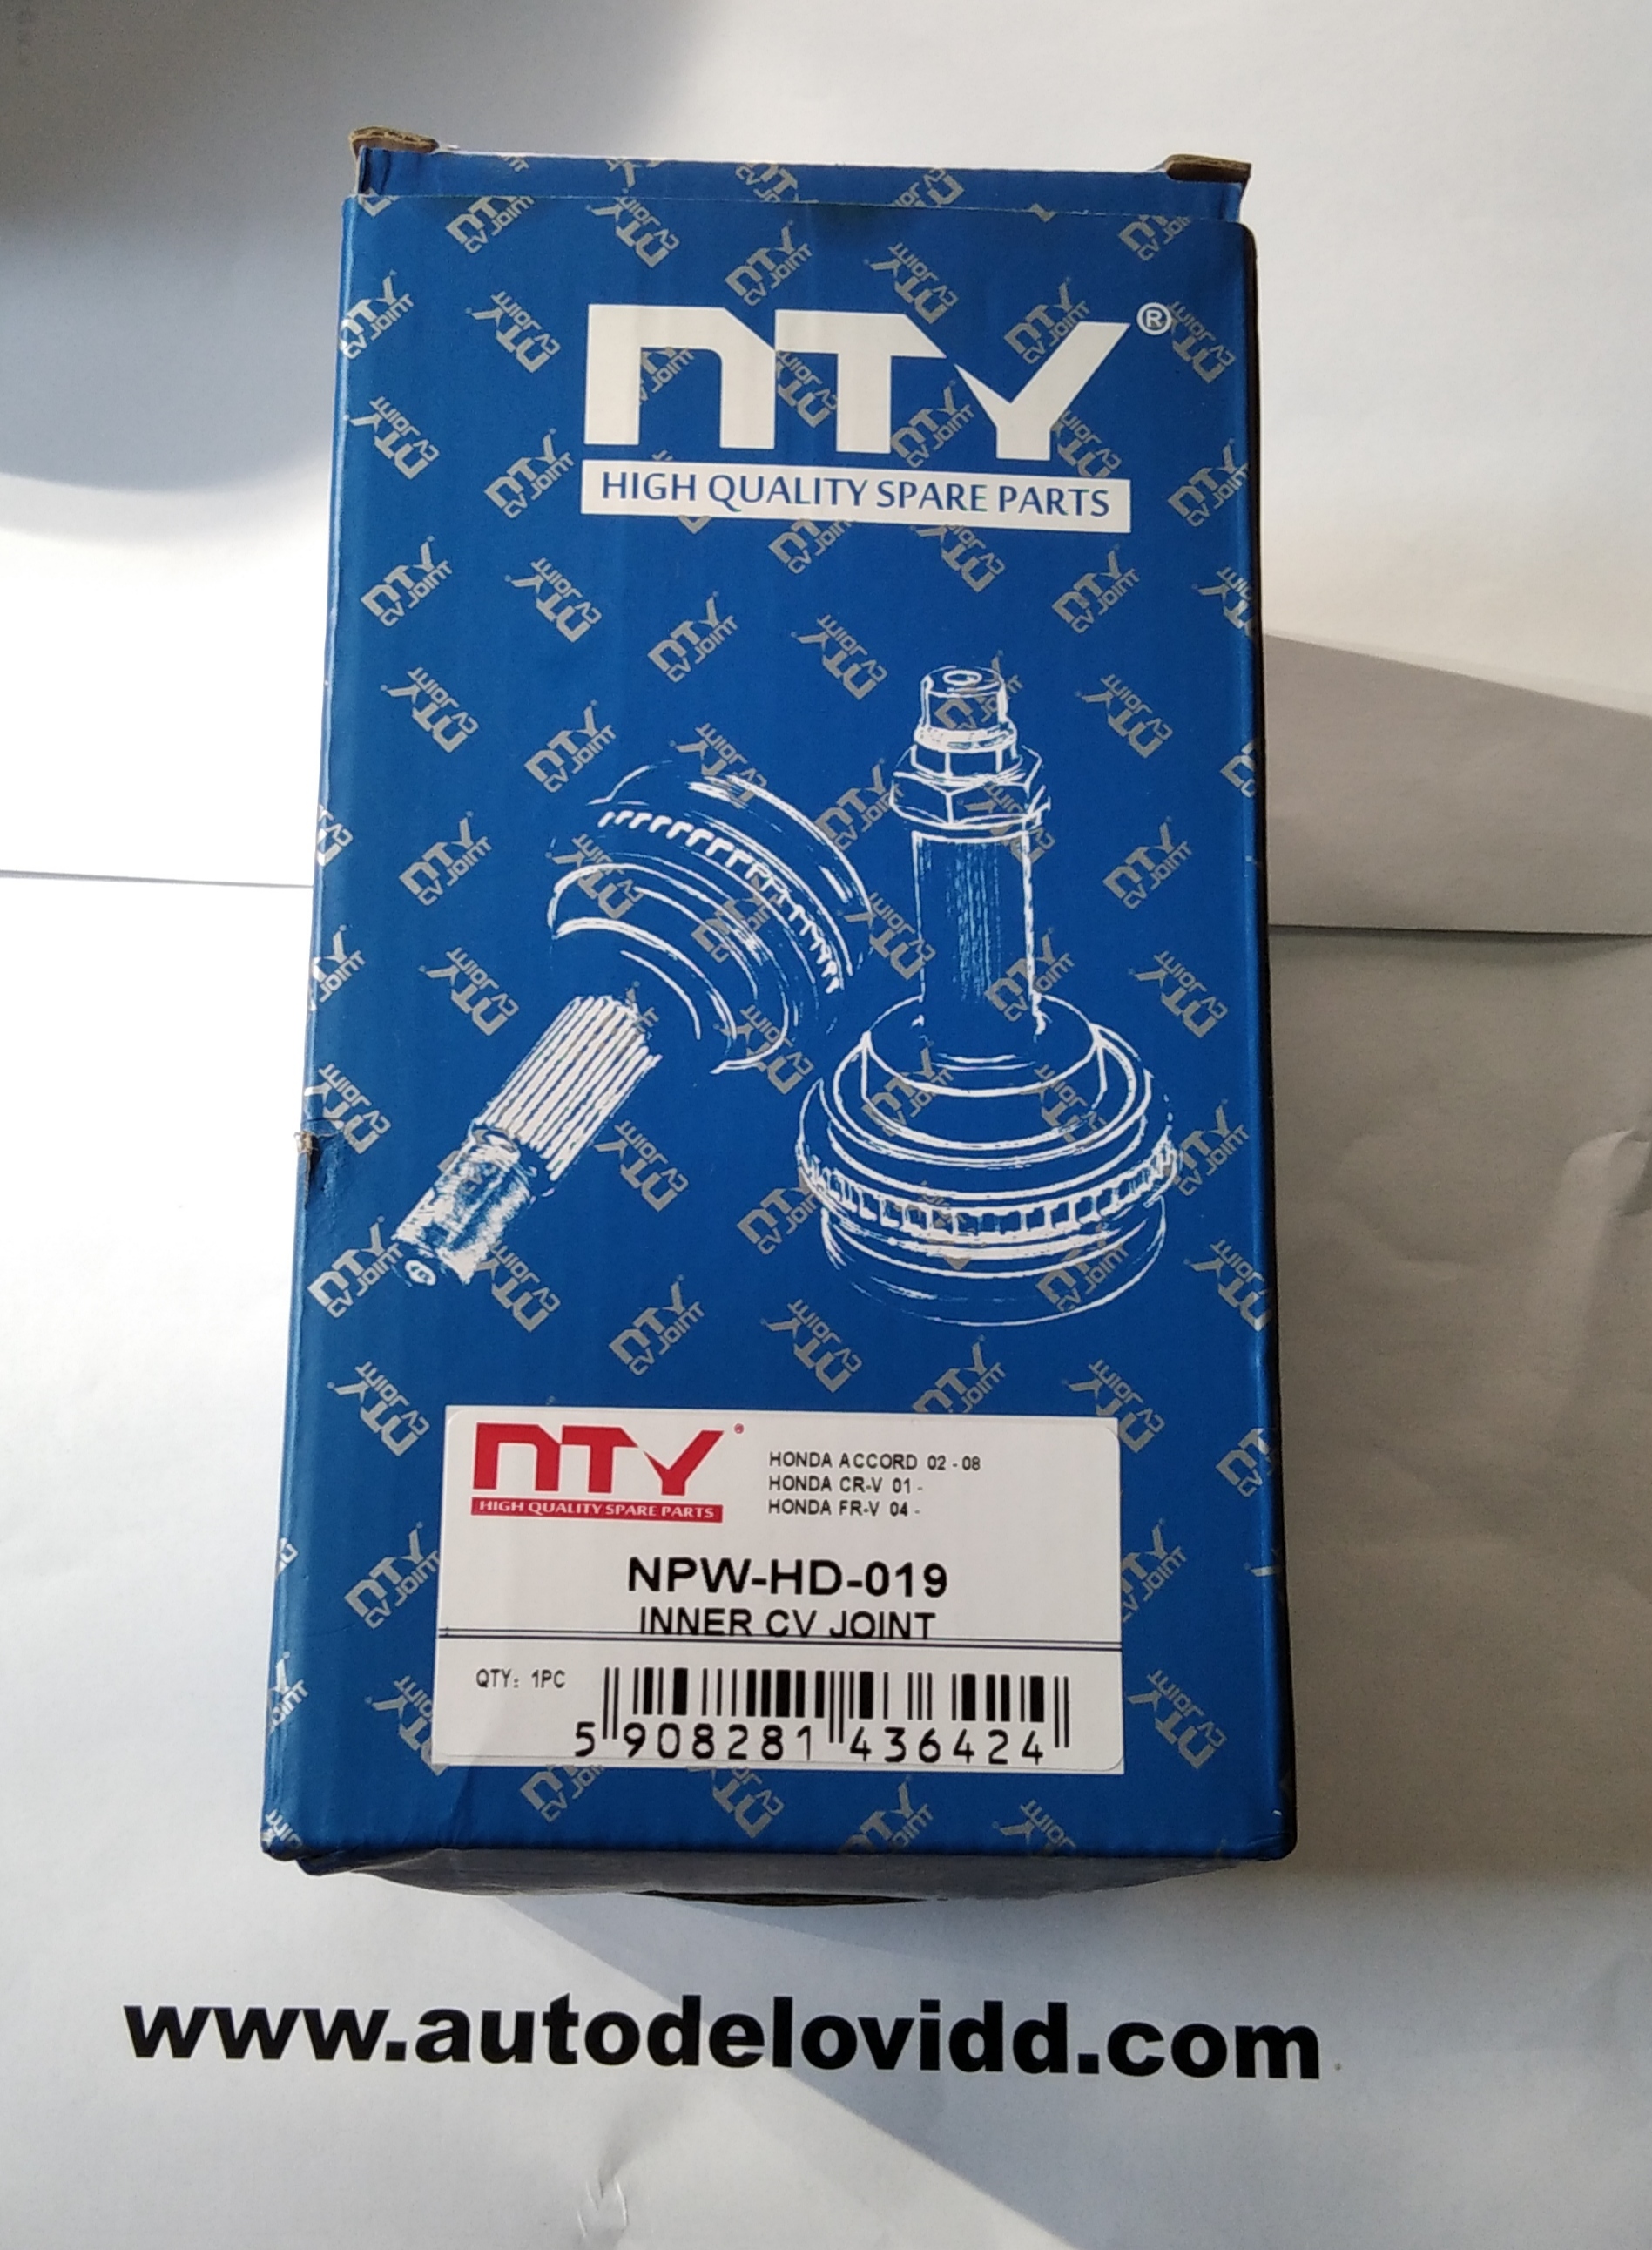 NTY®
HIGH QUALITY SPARE PARTS
NTY®
HIGH QUALITY SPARE PARTS
HONDA ACCORD 02 - 08
HONDA CR-V 01 -
HONDA FR-V 04 -
NPW-HD-019
INNER CV JOINT
QTY: 1PC
5 908281 436424
www.autodelovidd.com